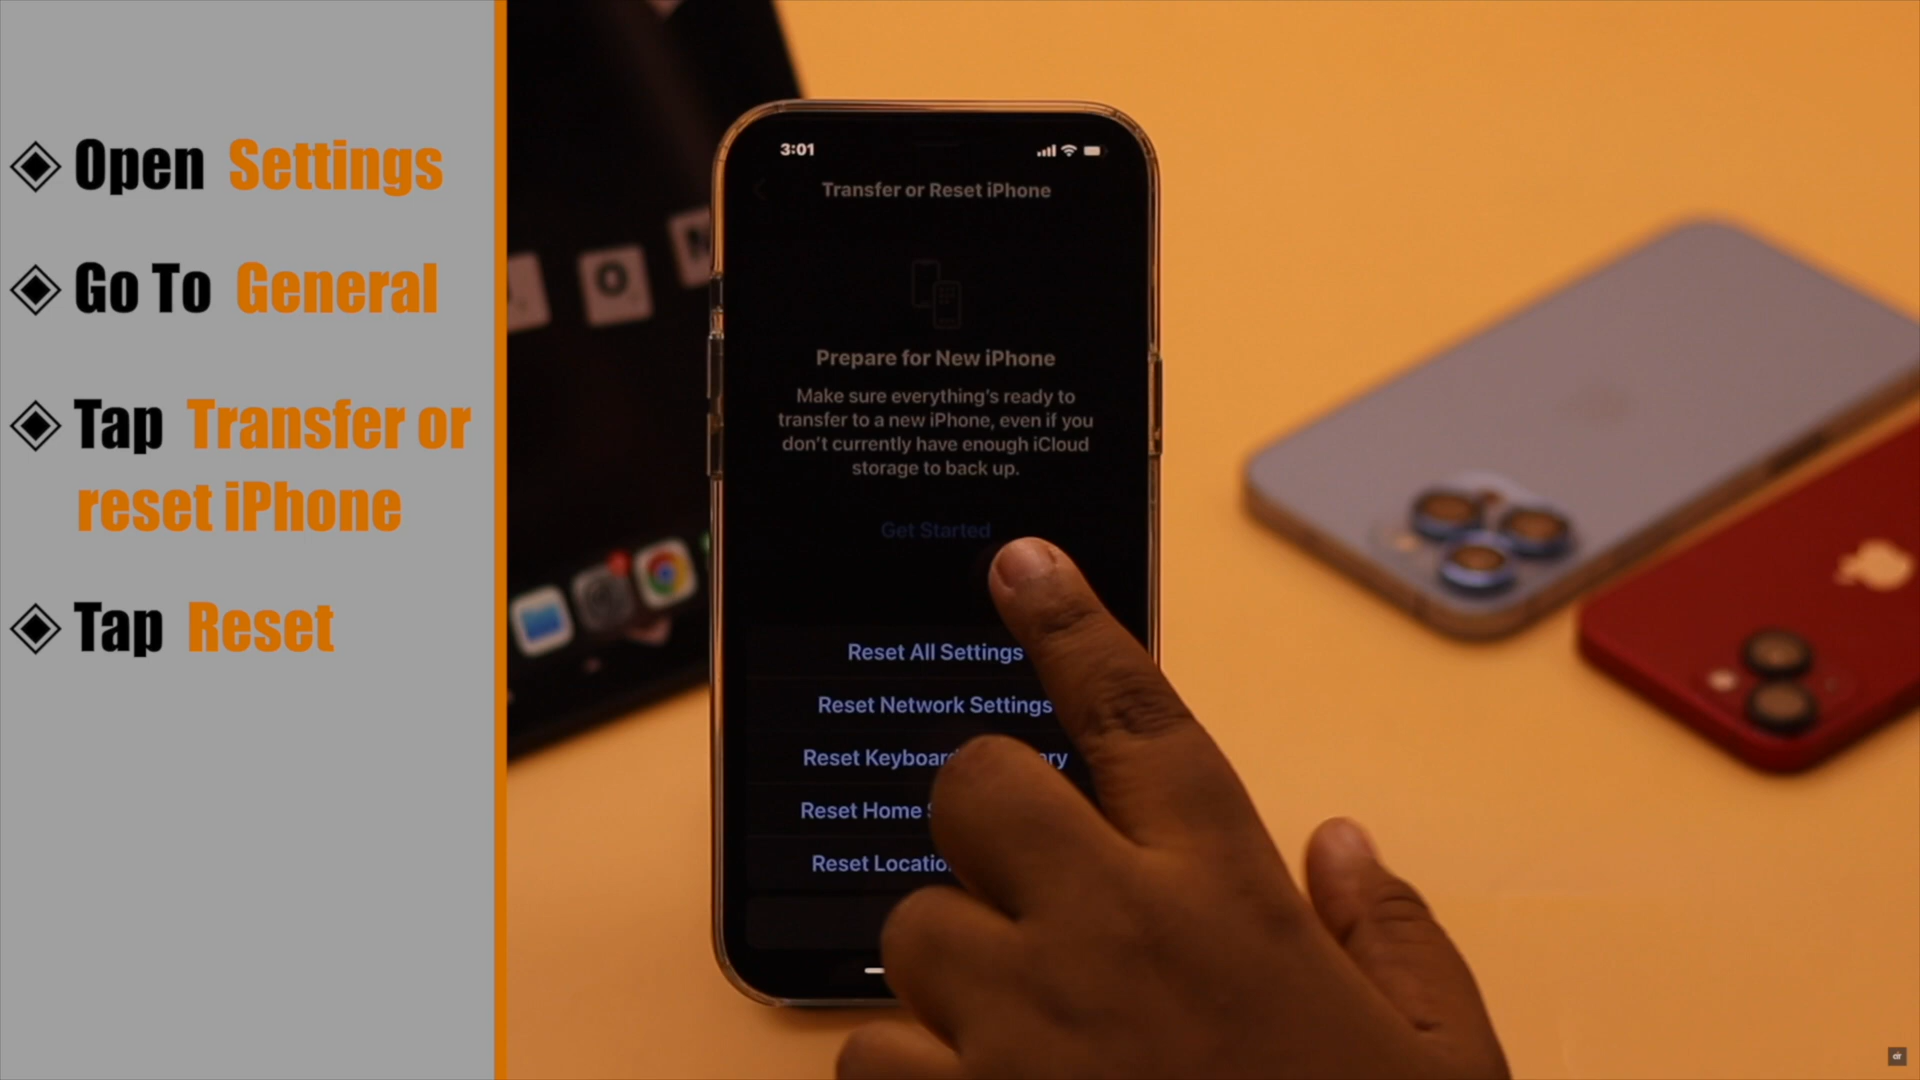 Open Settings
Go To General
Tap Transfer or
reset iPhone
Tap Reset
3:01
Transfer or Reset iPhone
Prepare for New iPhone
Make sure everything's ready to
transfer to a new iPhone, even if you
don't currently have enough iCloud
storage to back up.
Get Started
Reset All Settings
Reset Network Settings
Reset
Reset Home
Reset
O